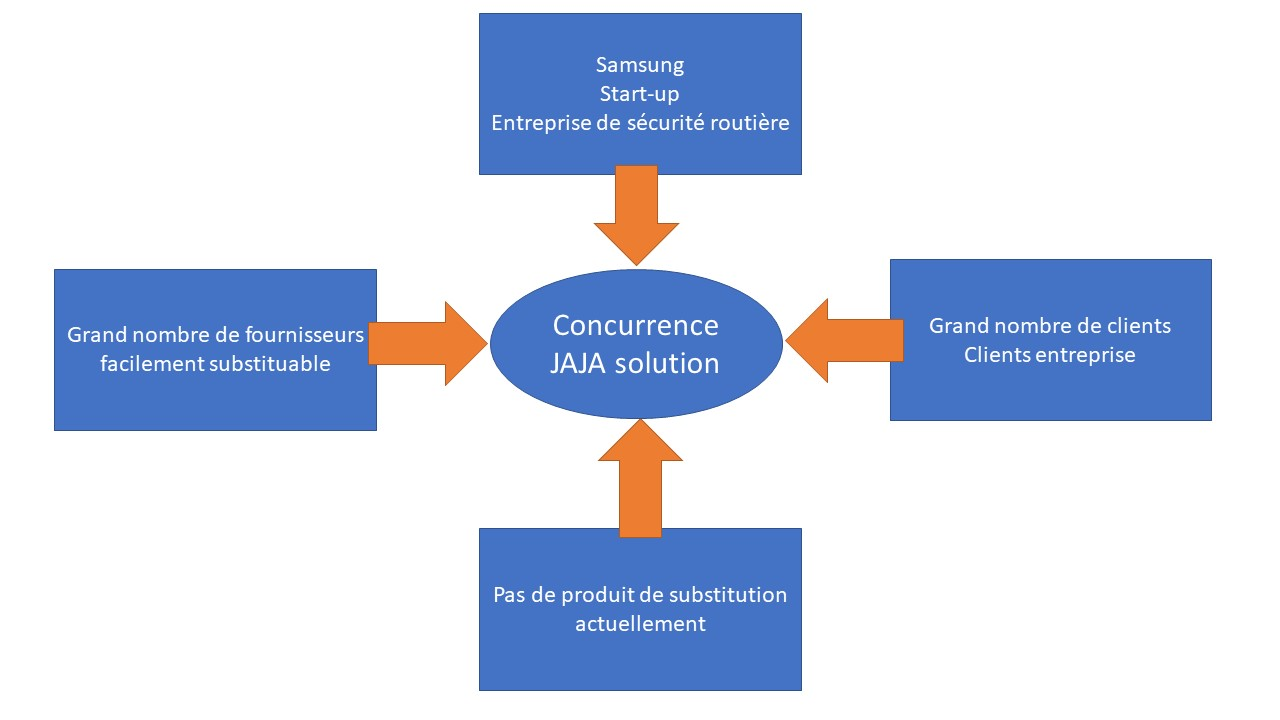 Samsung
Start-up
Entreprise de sécurité routière
Grand nombre de fournisseurs
facilement substituable
Concurrence
JAJA solution
Grand nombre de clients
Clients entreprise
Pas de produit de substitution
actuellement